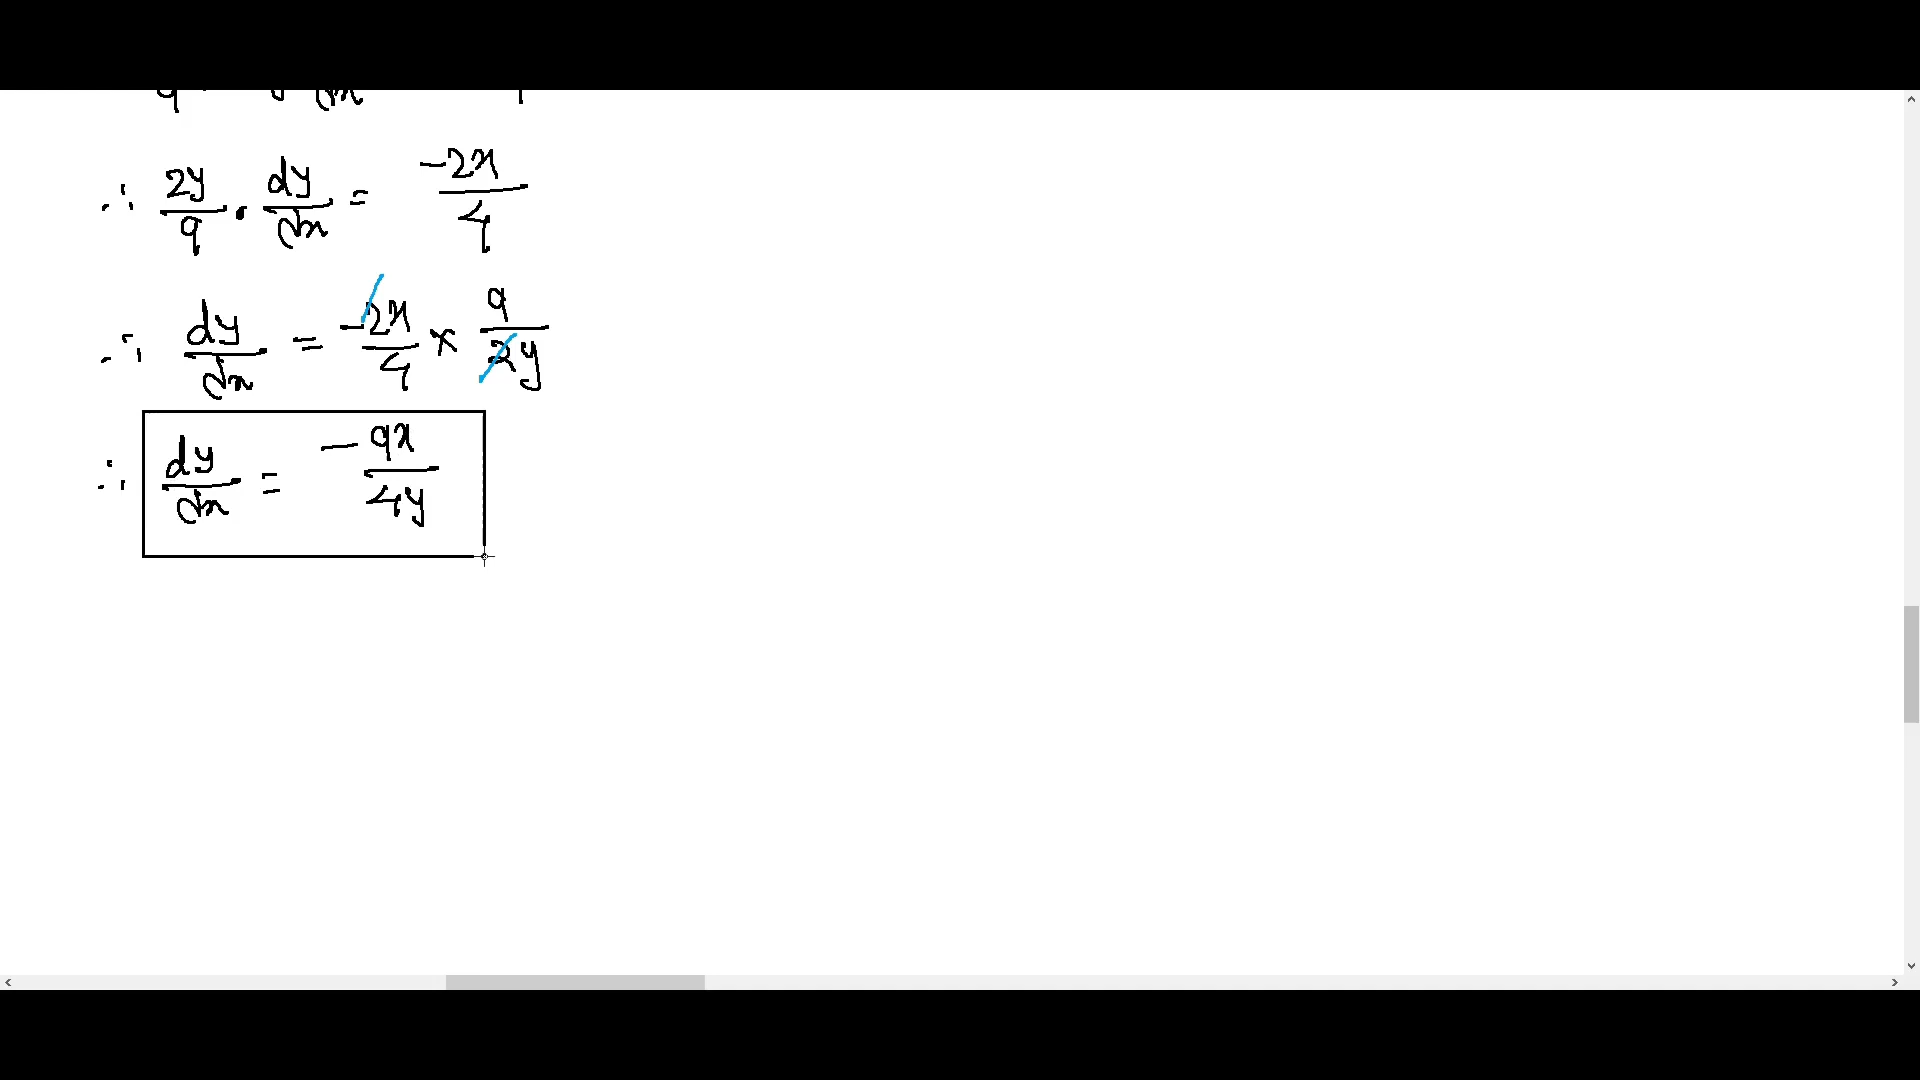 ∴ 2y/9 · dy/dx = -2x/4
∴ dy/dx = -2x/4 × 9/2y
∴ dy/dx = -9x/4y